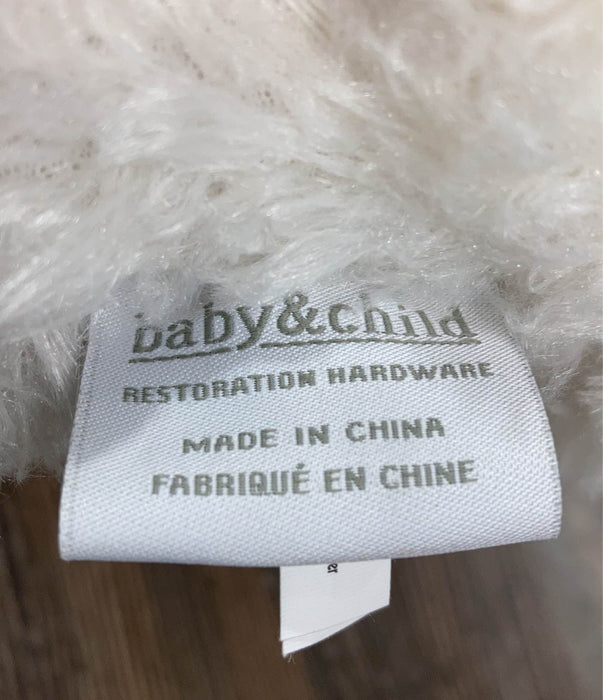 baby&child
RESTORATION HARDWARE
MADE IN CHINA
FABRIQUÉ EN CHINE